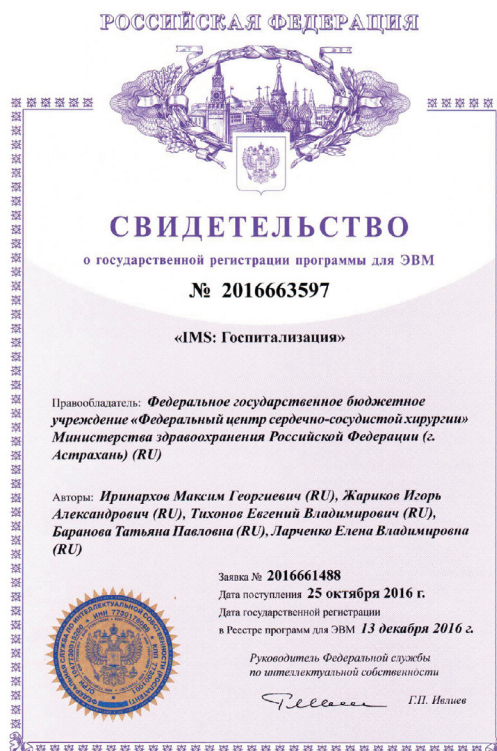 РОССИЙСКАЯ ФЕДЕРАЦИЯ
СВИДЕТЕЛЬСТВО
о государственной регистрации программы для ЭВМ
№ 2016663597
«IMS: Госпитализация»
Правообладатель: Федеральное государственное бюджетное
учреждение «Федеральный центр сердечно-сосудистой хирургии»
Министерства здравоохранения Российской Федерации (г.
Астрахань) (RU)
Авторы: Иринархов Максим Георгиевич (RU), Жариков Игорь
Александрович (RU), Тихонов Евгений Владимирович (RU),
Баранова Татьяна Павловна (RU), Ларченко Елена Владимировна
(RU)
Заявка № 2016661488
Дата поступления 25 октября 2016 г.
Дата государственной регистрации
в Реестре программ для ЭВМ 13 декабря 2016 г.
Руководитель Федеральной службы
по интеллектуальной собственности
Г.П. Ивлиев